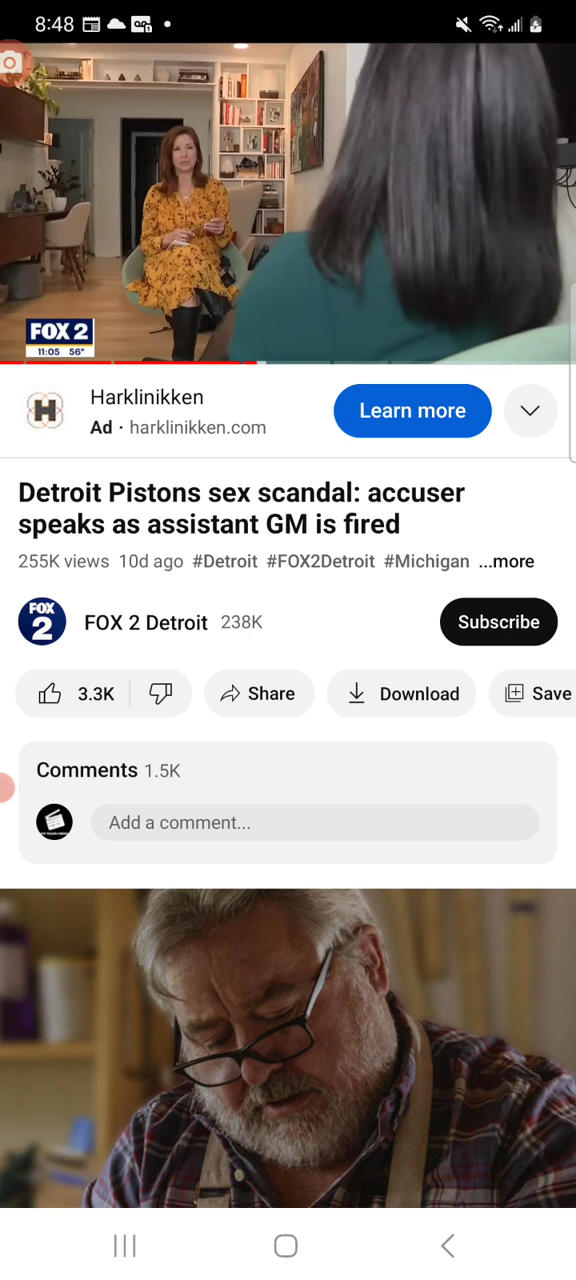 8:48
FOX 2
11:05 56°
H
Harklinikken
Ad · harklinikken.com
Learn more
Detroit Pistons sex scandal: accuser
speaks as assistant GM is fired
255K views 10d ago #Detroit #FOX2Detroit #Michigan ...more
FOX
2
FOX 2 Detroit 238K
Subscribe
3.3K
Share
Download
Save
Comments 1.5K
Add a comment...